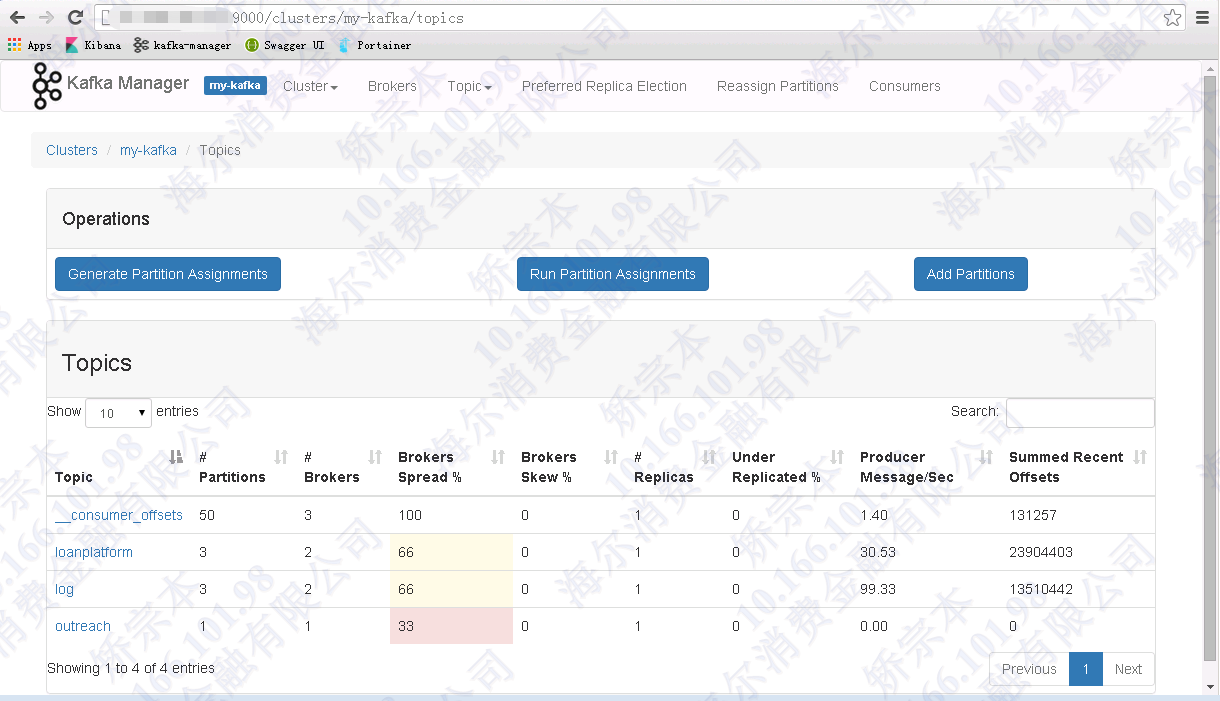 9000/clusters/my-kafka/topics
Apps Kibana kafka-manager Swagger UI Portainer
Kafka Manager my-kafka Cluster Brokers Topic Preferred Replica Election Reassign Partitions Consumers
Clusters / my-kafka / Topics
Operations
Generate Partition Assignments Run Partition Assignments Add Partitions
Topics
Show 10 entries Search:
Topic # Partitions # Brokers Brokers Spread % Brokers Skew % # Replicas Under Replicated % Producer Message/Sec Summed Recent Offsets
__consumer_offsets 50 3 100 0 1 0 1.40 131257
loanplatform 3 2 66 0 1 0 30.53 23904403
log 3 2 66 0 1 0 99.33 13510442
outreach 1 1 33 0 1 0 0.00 0
Showing 1 to 4 of 4 entries Previous 1 Next
海尔消费金融有限公司
矫宗本
10.166.101.98